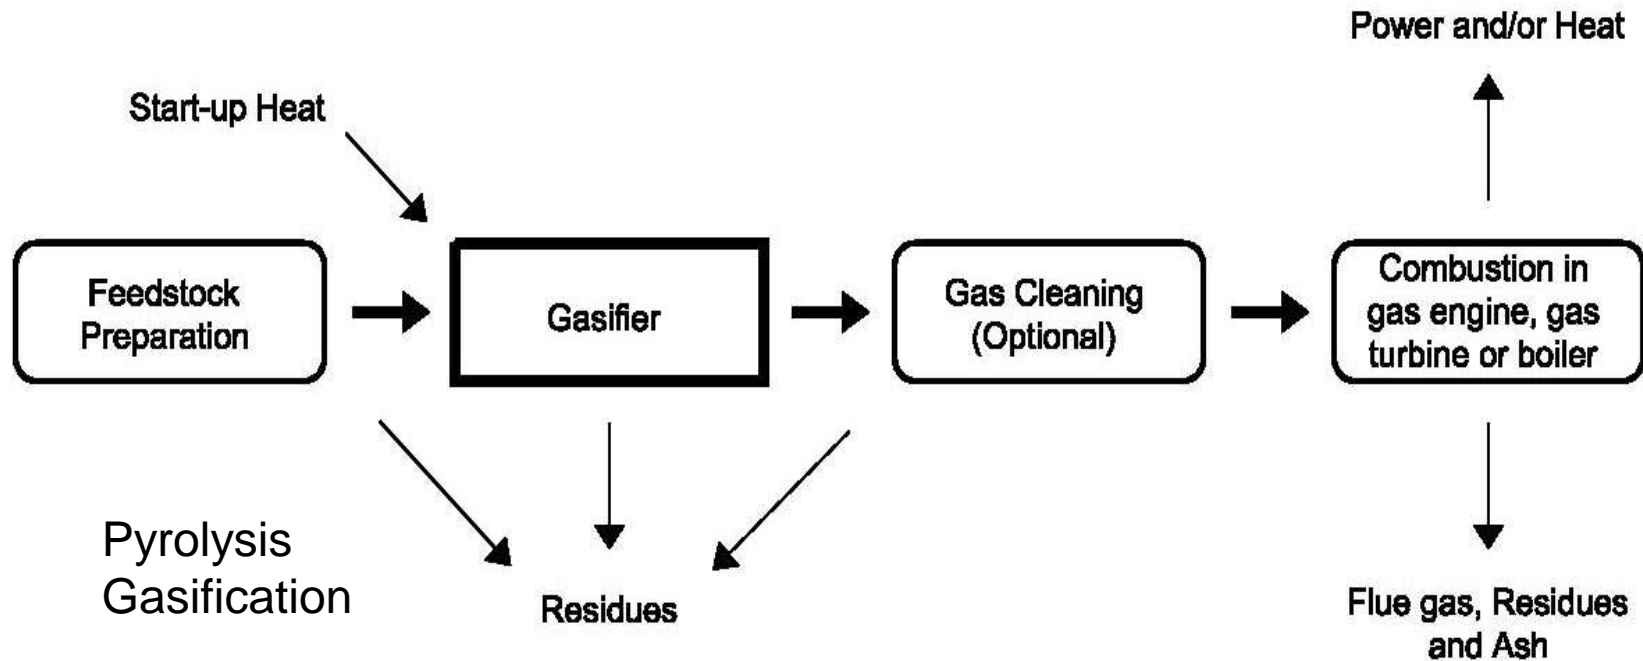 Power and/or Heat
Start-up Heat
Feedstock
Preparation
Gasifier
Gas Cleaning
(Optional)
Combustion in
gas engine, gas
turbine or boiler
Pyrolysis
Gasification
Residues
Flue gas, Residues
and Ash